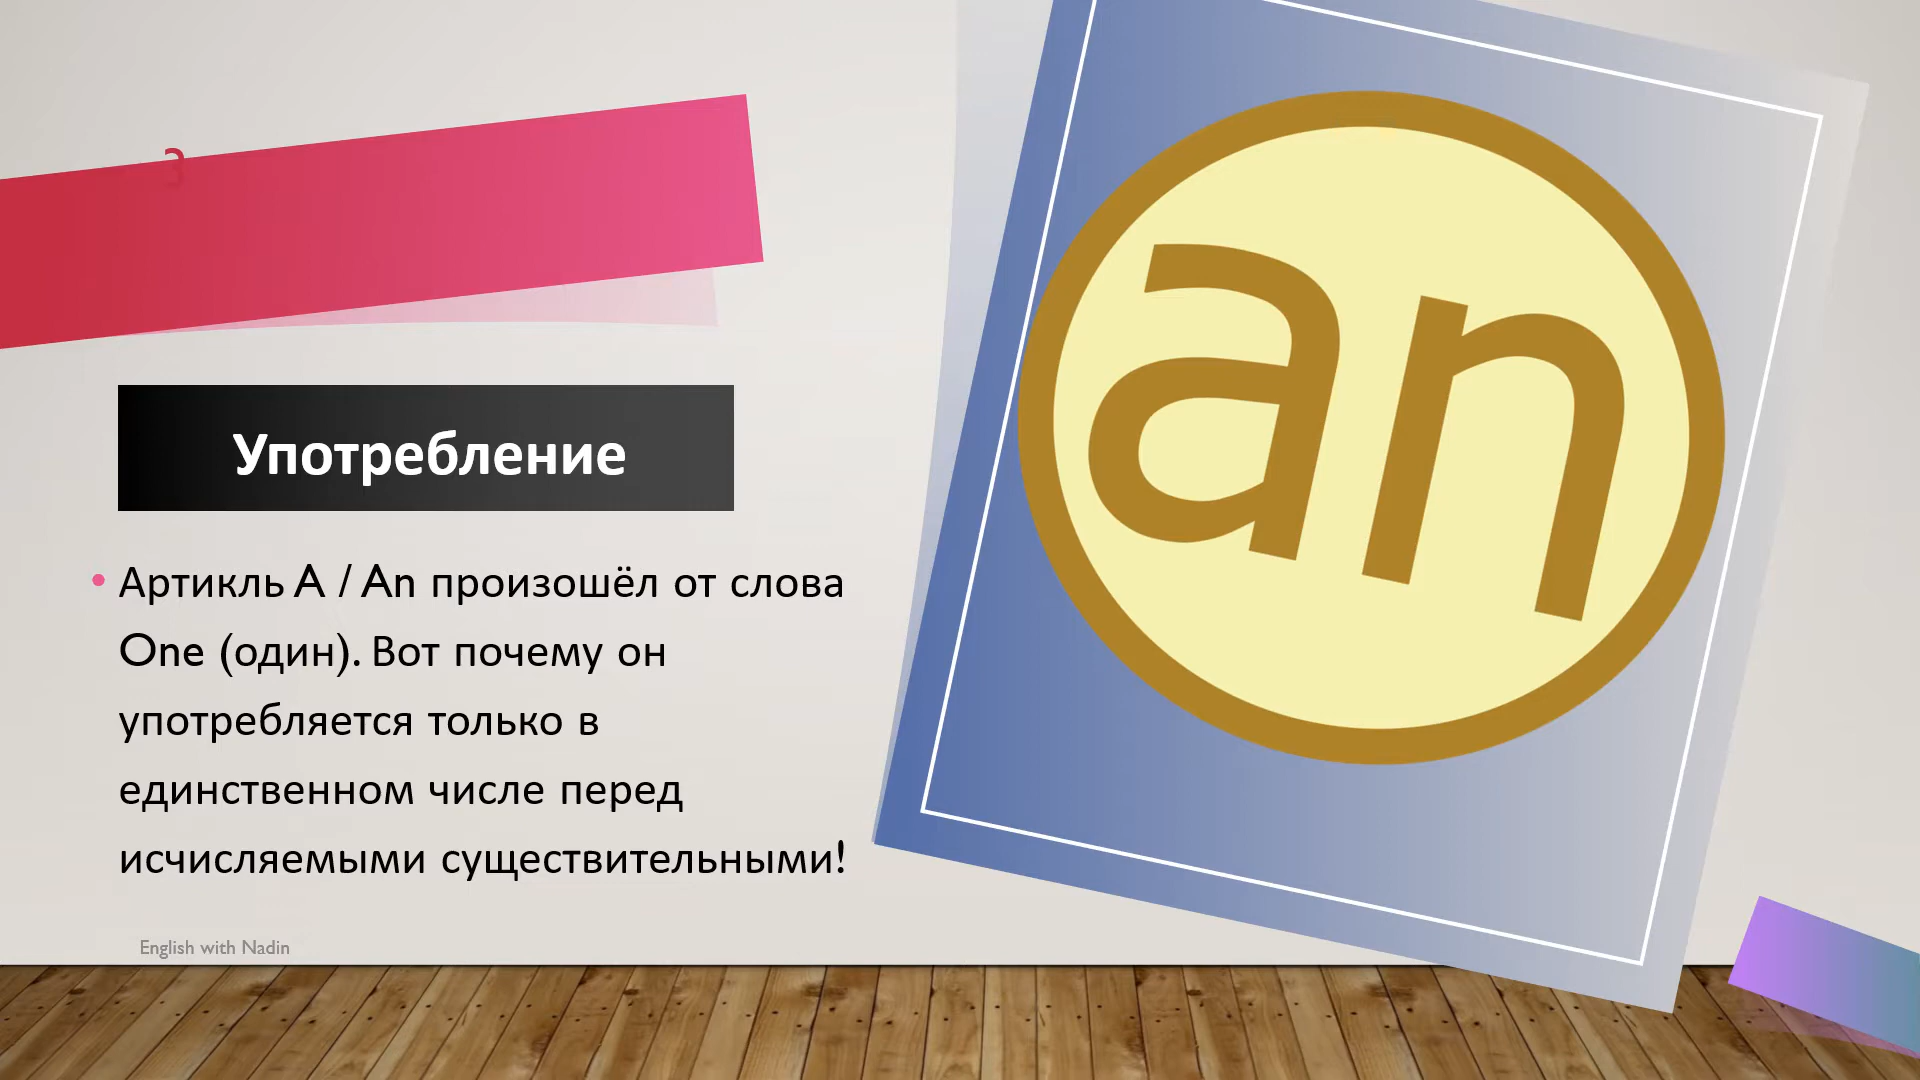 3
Употребление
Артикль A / An произошёл от слова
One (один). Вот почему он
употребляется только в
единственном числе перед
исчисляемыми существительными!
an
English with Nadin